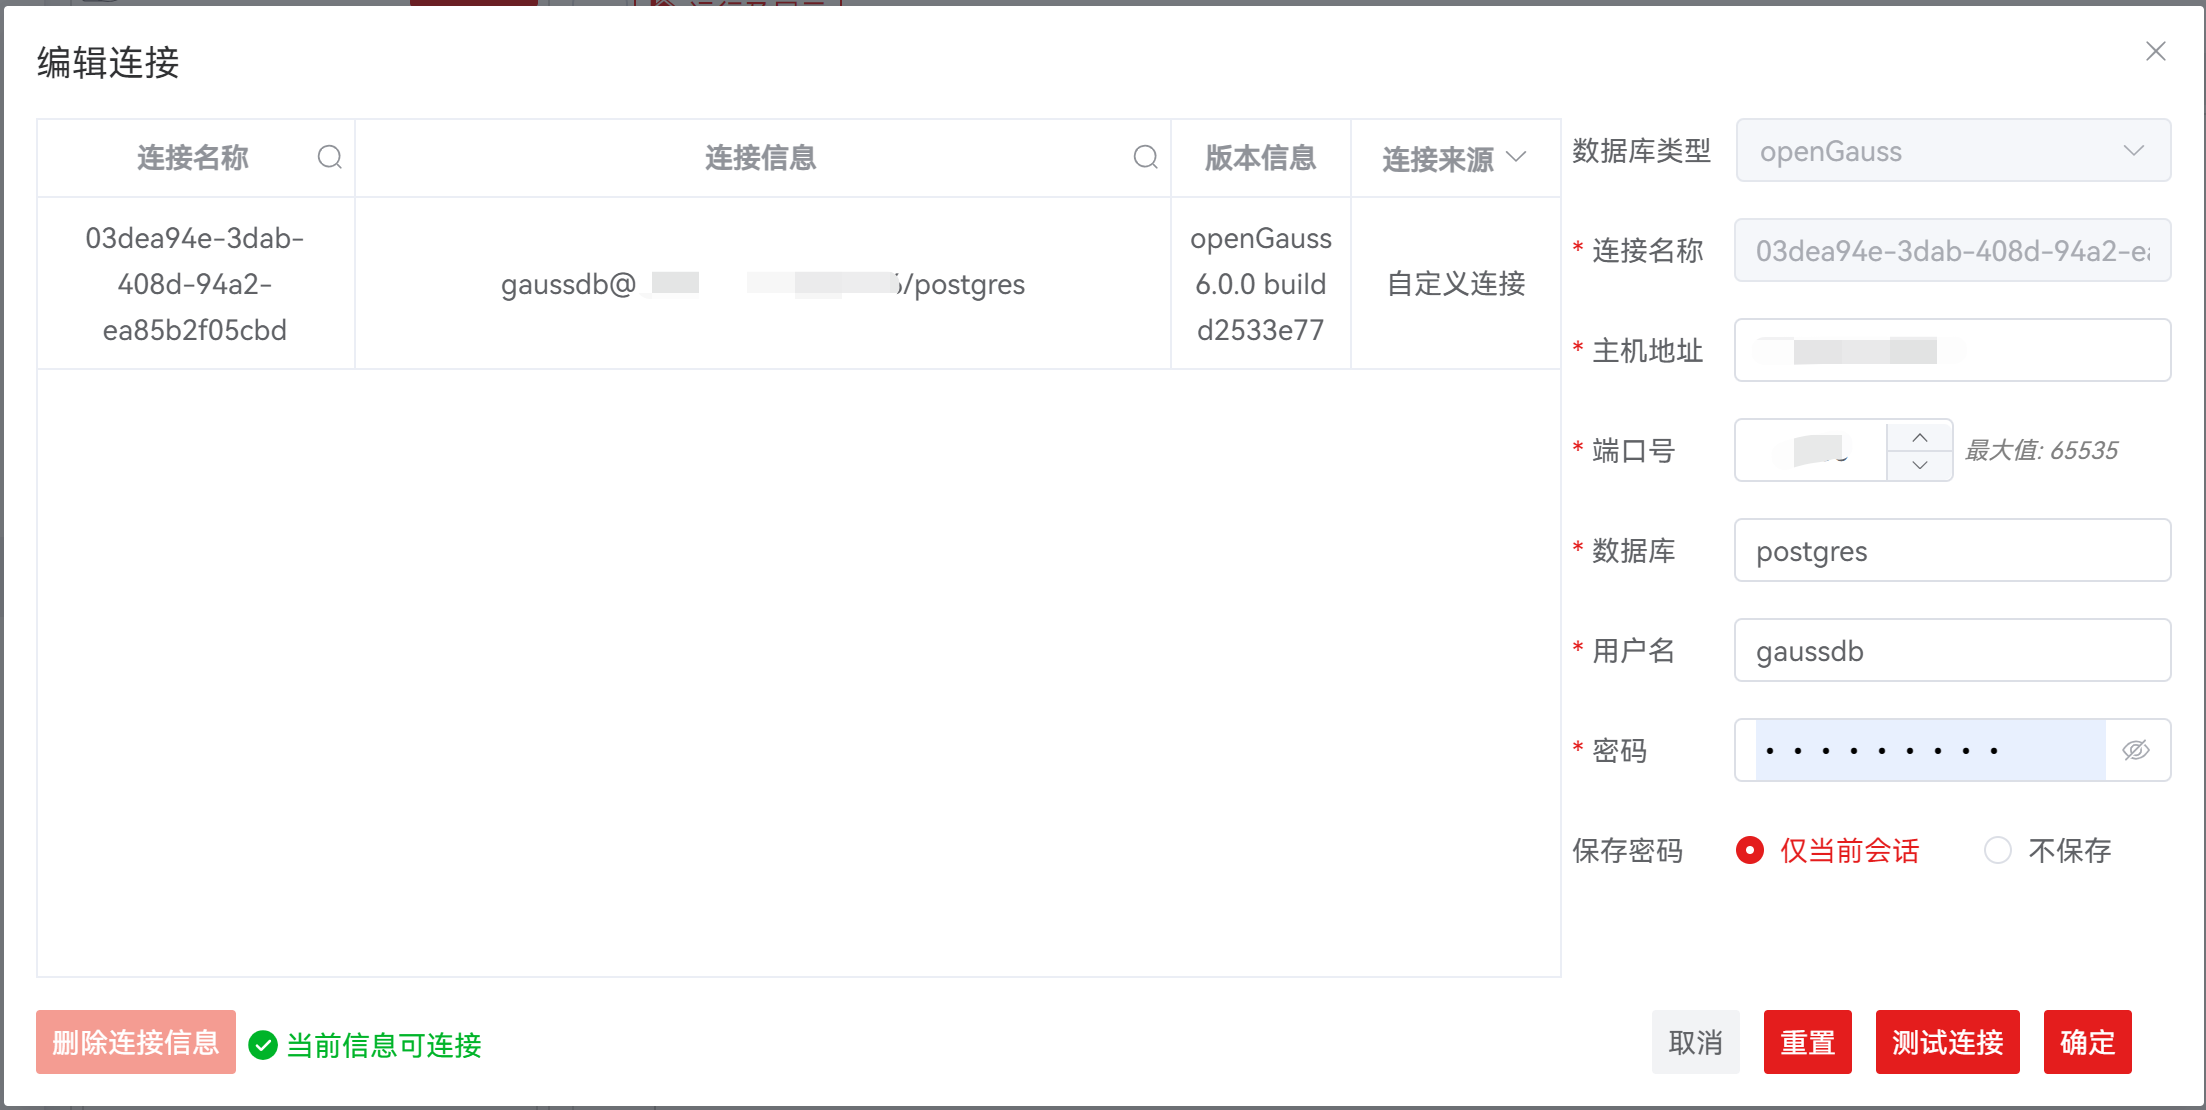 编辑连接
连接名称
连接信息
版本信息
连接来源
03dea94e-3dab-
408d-94a2-
ea85b2f05cbd
gaussdb@
/postgres
openGauss
6.0.0 build
d2533e77
自定义连接
数据库类型
openGauss
* 连接名称
03dea94e-3dab-408d-94a2-ea
* 主机地址
* 端口号
最大值: 65535
* 数据库
postgres
* 用户名
gaussdb
* 密码
保存密码
仅当前会话
不保存
删除连接信息
当前信息可连接
取消
重置
测试连接
确定